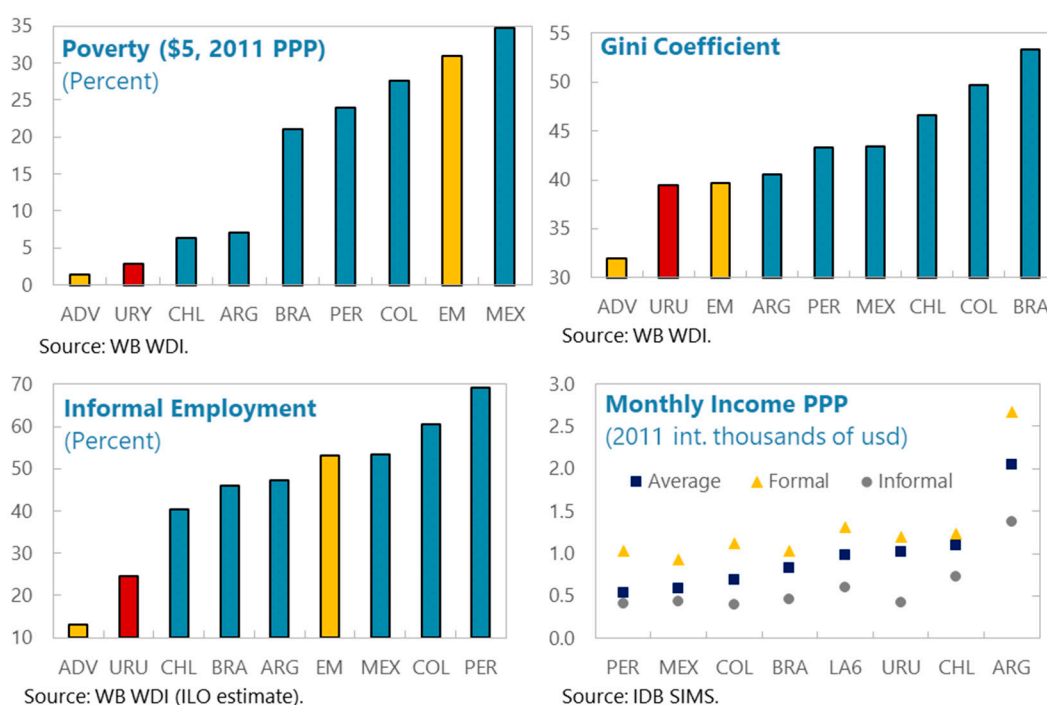 Poverty ($5, 2011 PPP)
(Percent)
35
30
25
20
15
10
5
0
ADV URY CHL ARG BRA PER COL EM MEX
Source: WB WDI.
Gini Coefficient
55
50
45
40
35
30
ADV URU EM ARG PER MEX CHL COL BRA
Source: WB WDI.
Informal Employment
(Percent)
70
60
50
40
30
20
10
ADV URU CHL BRA ARG EM MEX COL PER
Source: WB WDI (ILO estimate).
Monthly Income PPP
(2011 int. thousands of usd)
Average Formal Informal
3.0
2.5
2.0
1.5
1.0
0.5
0.0
PER MEX COL BRA LA6 URU CHL ARG
Source: IDB SIMS.